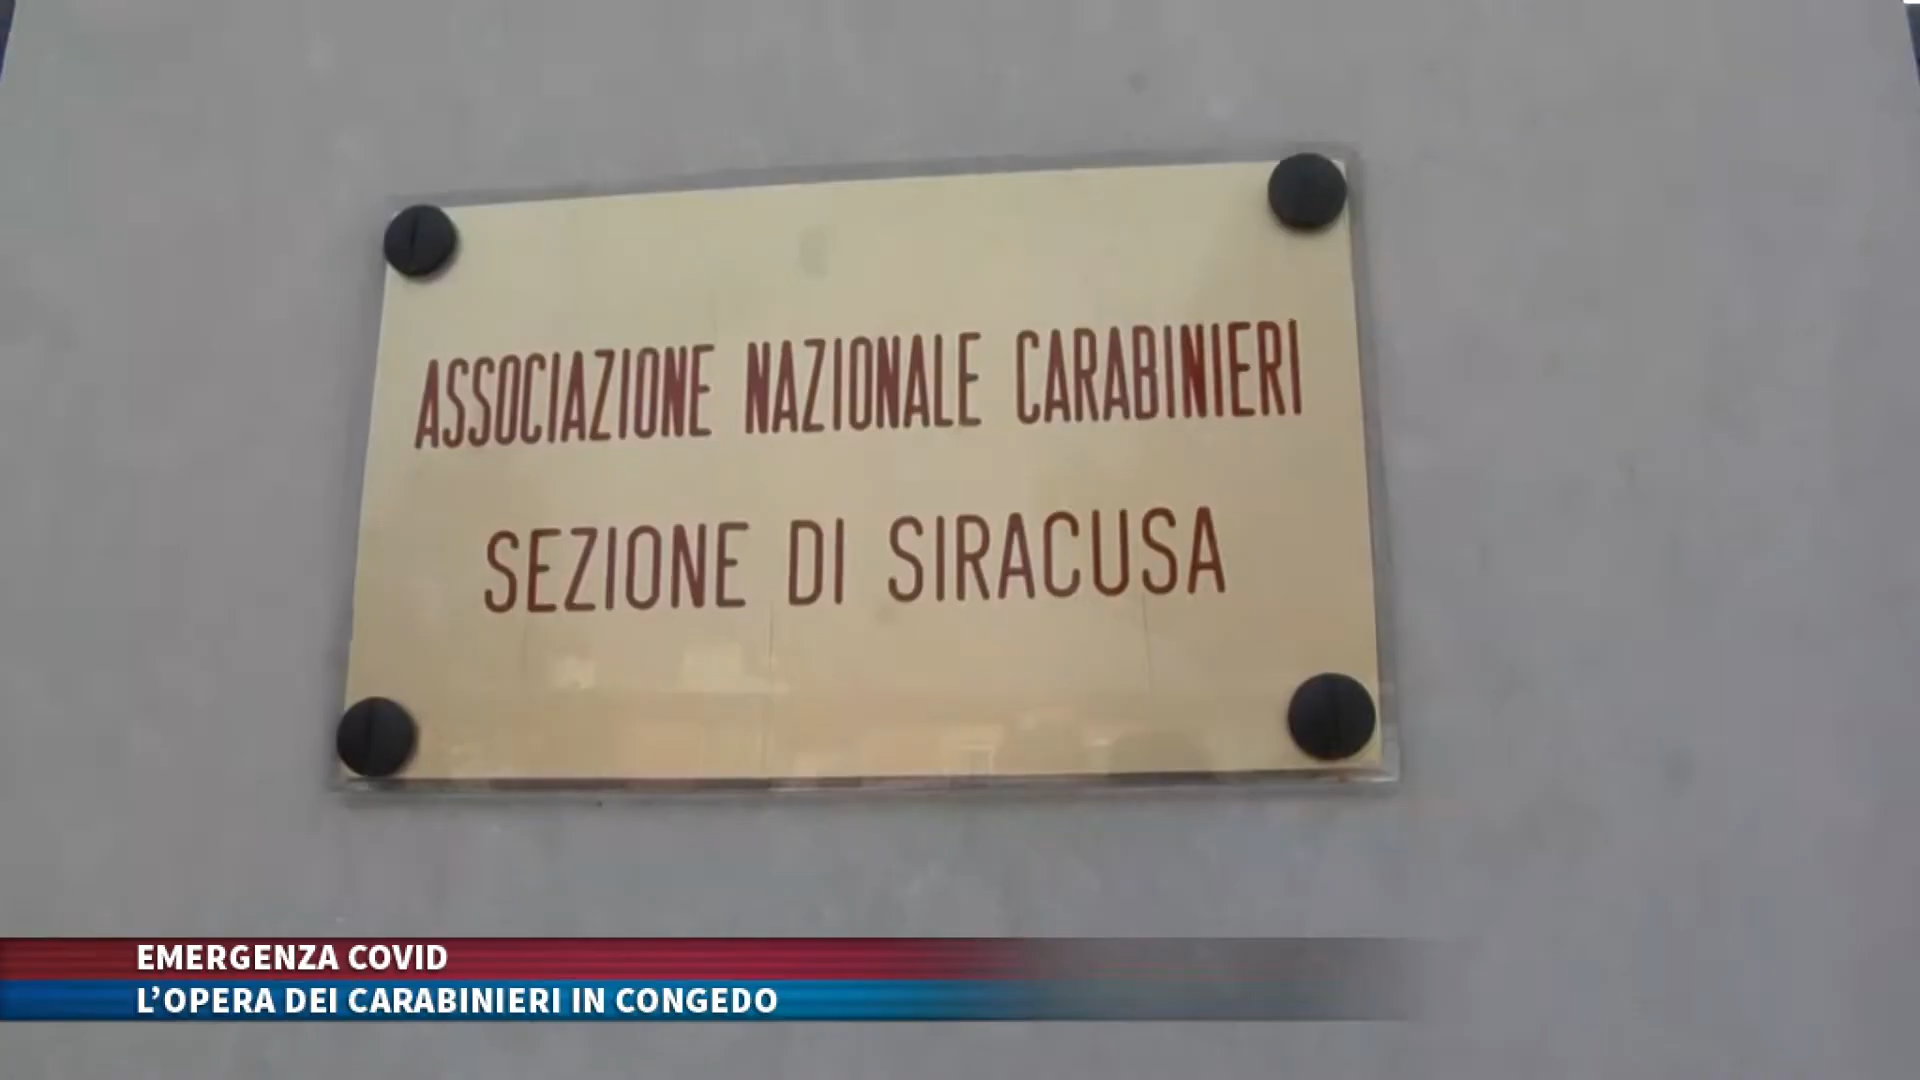 ASSOCIAZIONE NAZIONALE CARABINIERI
SEZIONE DI SIRACUSA
EMERGENZA COVID
L’OPERA DEI CARABINIERI IN CONGEDO